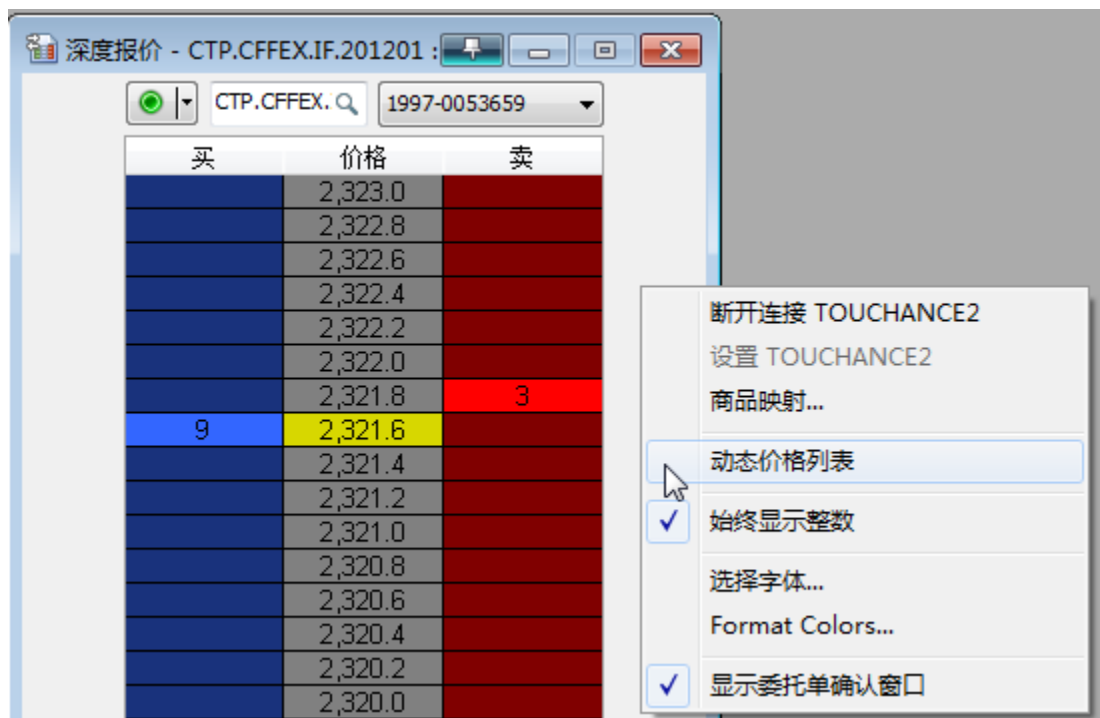 深度报价 - CTP.CFFEX.IF.201201 :
CTP.CFFEX. 1997-0053659
买 价格 卖
2,323.0
2,322.8
2,322.6
2,322.4
2,322.2
2,322.0
2,321.8 3
9 2,321.6
2,321.4
2,321.2
2,321.0
2,320.8
2,320.6
2,320.4
2,320.2
2,320.0
断开连接 TOUCHANCE2
设置 TOUCHANCE2
商品映射...
动态价格列表
始终显示整数
选择字体...
Format Colors...
显示委托单确认窗口